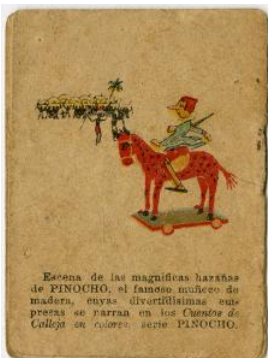 Escena de las magníficas hazañas
de PINOCHO, el famoso muñeco de
madera, cuyas divertidísimas em-
presas se narran en los Cuentos de
Calleja en colores, serie PINOCHO.